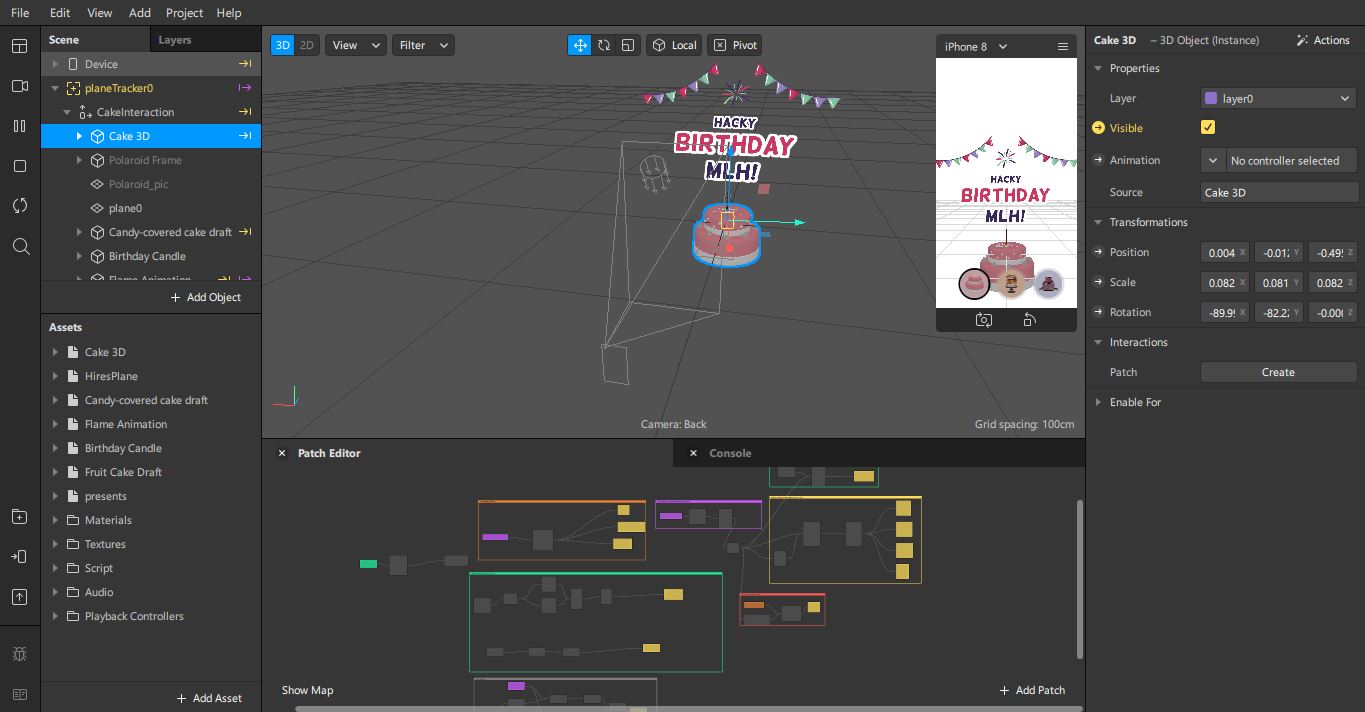 File Edit View Add Project Help
Scene Layers
Device
planeTracker0
CakeInteraction
Cake 3D
Polaroid Frame
Polaroid_pic
plane0
Candy-covered cake draft
Birthday Candle
Flame Animation
+ Add Object
Assets
Cake 3D
HiresPlane
Candy-covered cake draft
Flame Animation
Birthday Candle
Fruit Cake Draft
presents
Materials
Textures
Script
Audio
Playback Controllers
+ Add Asset
3D 2D View Filter Local Pivot
HACKY
BIRTHDAY
MLH!
Camera: Back Grid spacing: 100cm
iPhone 8
HACKY
BIRTHDAY
MLH!
Patch Editor Console
Show Map + Add Patch
Cake 3D – 3D Object (Instance) Actions
Properties
Layer layer0
Visible
Animation No controller selected
Source Cake 3D
Transformations
Position 0.004 X -0.01 Y -0.49 Z
Scale 0.082 X 0.081 Y 0.082 Z
Rotation -89.9 X -82.2 Y -0.00 Z
Interactions
Patch Create
Enable For